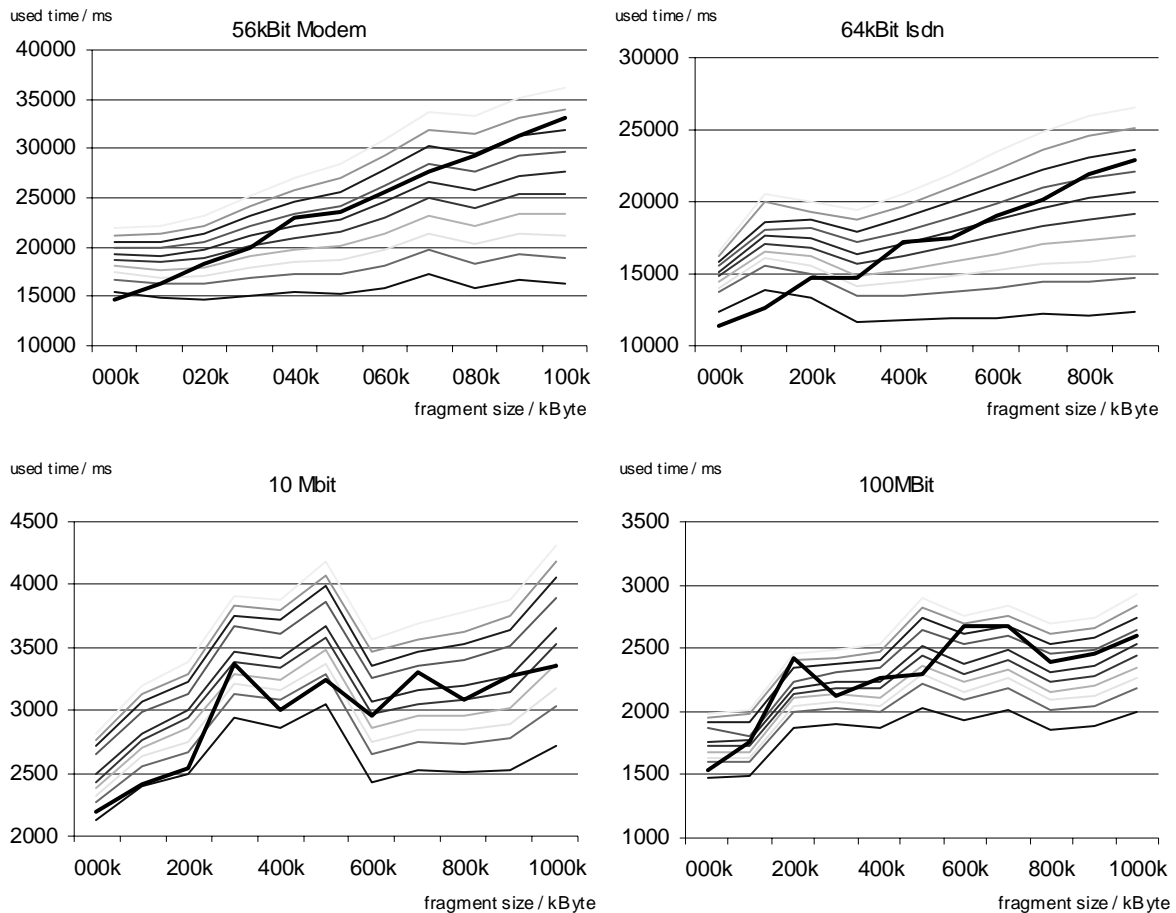 used time / ms
56kBit Modem
40000
35000
30000
25000
20000
15000
10000
000k 020k 040k 060k 080k 100k
fragment size / kByte
used time / ms
64kBit Isdn
30000
25000
20000
15000
10000
000k 200k 400k 600k 800k
fragment size / kByte
used time / ms
10 Mbit
4500
4000
3500
3000
2500
2000
000k 200k 400k 600k 800k 1000k
fragment size / kByte
used time / ms
100MBit
3500
3000
2500
2000
1500
1000
000k 200k 400k 600k 800k 1000k
fragment size / kByte